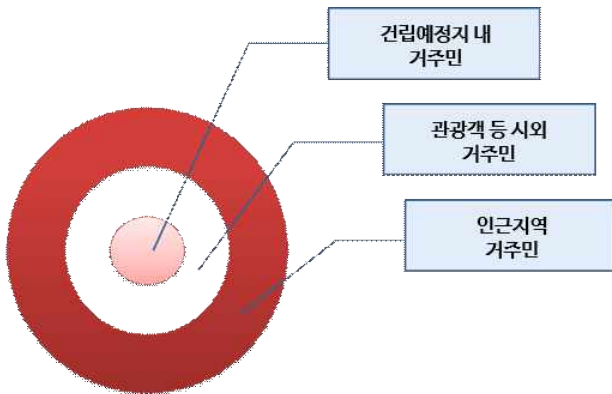 건립예정지 내
거주민
관광객 등 시외
거주민
인근지역
거주민